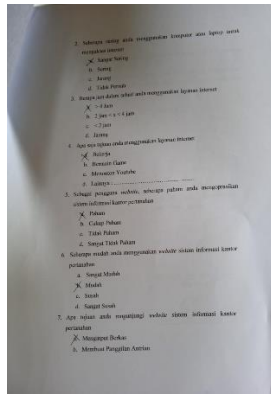 2. Seberapa sering anda menggunakan komputer atau laptop untuk
mengakses internet
a. Sangat Sering
b. Sering
c. Jarang
d. Tidak Pernah
3. Berapa jam dalam sehari anda menggunakan layanan internet
a. > 4 jam
b. 2 jam < x < 4 jam
c. < 2 jam
d. Jarang
4. Apa saja tujuan anda menggunakan layanan internet
a. Bekerja
b. Bermain Game
c. Menonton Youtube
d. Lainnya
5. Sebagai pengguna website, seberapa paham anda mengoperasikan
sistem informasi kantor pertanahan
a. Paham
b. Cukup Paham
c. Tidak Paham
d. Sangat Tidak Paham
6. Seberapa mudah anda menggunakan website sistem informasi kantor
pertanahan
a. Sangat Mudah
b. Mudah
c. Susah
d. Sangat Susah
7. Apa tujuan anda mengunjungi website sistem informasi kantor
pertanahan
a. Mengurus Berkas
b. Membuat Panggilan Antrian